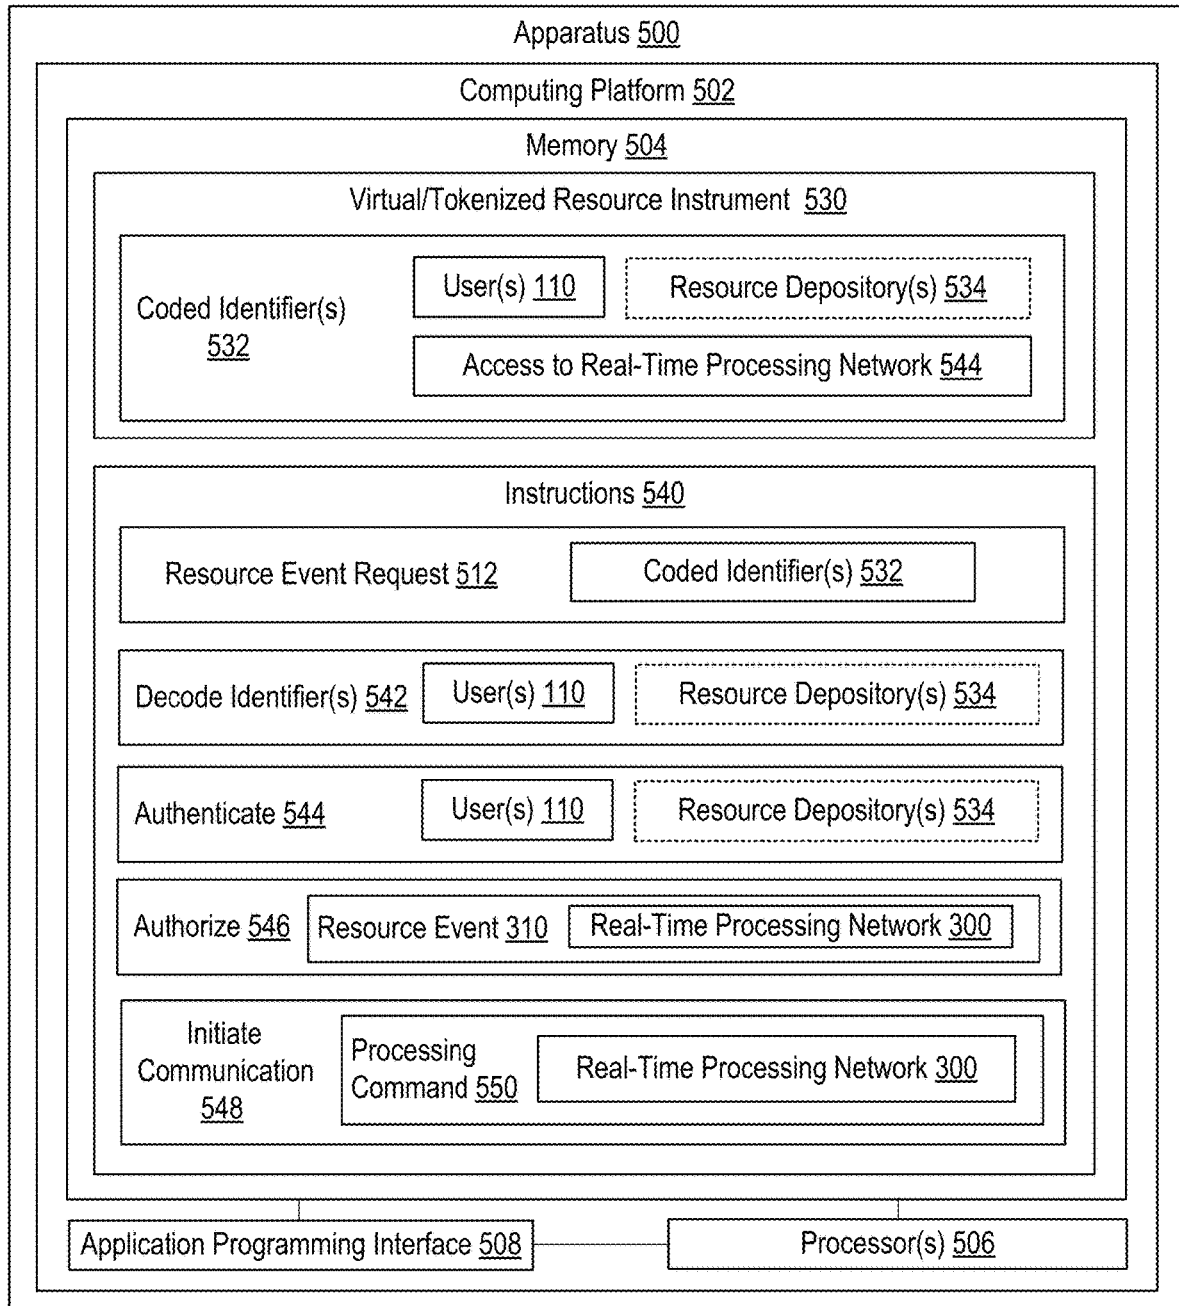 Apparatus 500
Computing Platform 502
Memory 504
Virtual/Tokenized Resource Instrument 530
Coded Identifier(s)
532
User(s) 110
Resource Depository(s) 534
Access to Real-Time Processing Network 544
Instructions 540
Resource Event Request 512
Coded Identifier(s) 532
Decode Identifier(s) 542
User(s) 110
Resource Depository(s) 534
Authenticate 544
User(s) 110
Resource Depository(s) 534
Authorize 546
Resource Event 310
Real-Time Processing Network 300
Initiate
Communication
548
Processing
Command 550
Real-Time Processing Network 300
Application Programming Interface 508
Processor(s) 506